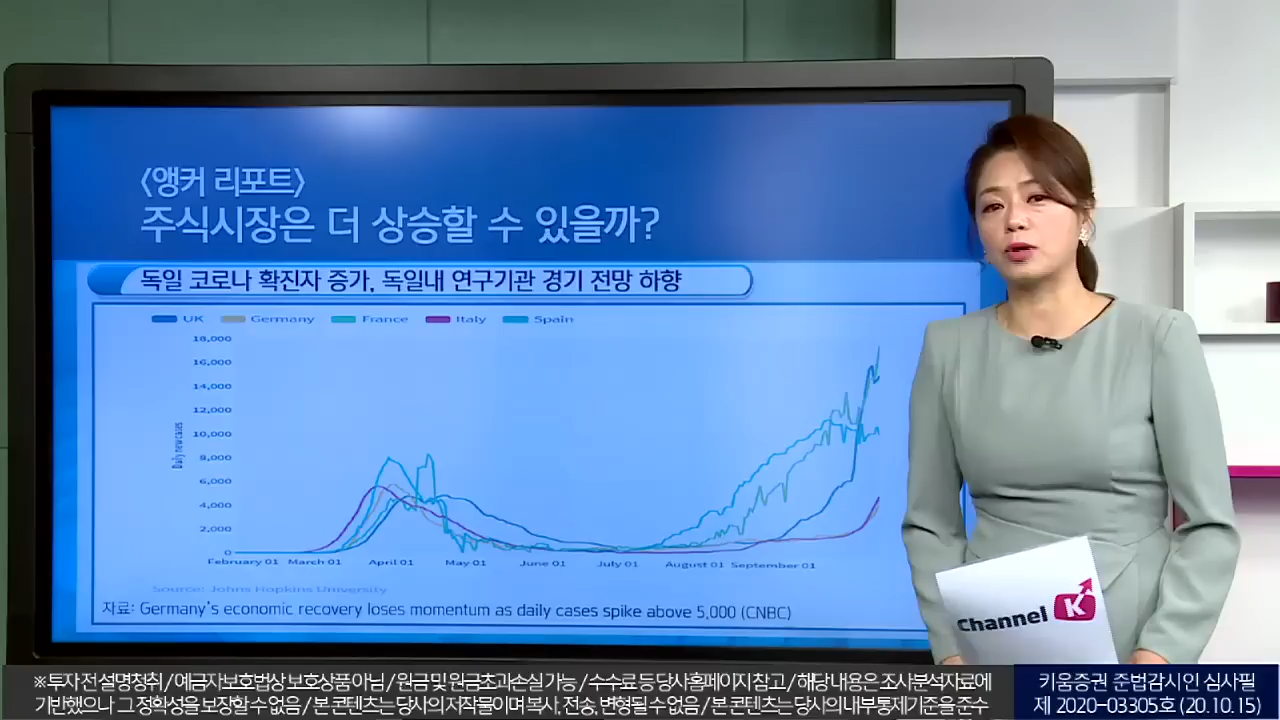 <앵커 리포트>
주식시장은 더 상승할 수 있을까?
독일 코로나 확진자 증가, 독일내 연구기관 경기 전망 하향
UK Germany France Italy Spain
18,000
16,000
14,000
12,000
10,000
8,000
6,000
4,000
2,000
0
Daily new cases
February 01 March 01 April 01 May 01 June 01 July 01 August 01 September 01
Source: Johns Hopkins University
자료: Germany's economic recovery loses momentum as daily cases spike above 5,000 (CNBC)
Channel K
※투자 전 설명청취 / 예금자보호법상 보호상품 아님 / 원금 및 원금초과손실 가능 / 수수료 등 당사홈페이지 참고 / 해당 내용은 조사분석자료에
기반했으나 그 정확성을 보장할 수 없음 / 본 콘텐츠는 당사의 저작물이며 복사, 전송, 변형될 수 없음 / 본 콘텐츠는 당사의 내부통제기준을 준수
키움증권 준법감시인 심사필
제 2020-03305호 (20.10.15)